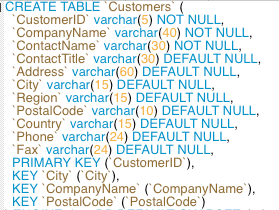 CREATE TABLE `Customers` (
`CustomerID` varchar(5) NOT NULL,
`CompanyName` varchar(40) NOT NULL,
`ContactName` varchar(30) NOT NULL,
`ContactTitle` varchar(30) DEFAULT NULL,
`Address` varchar(60) DEFAULT NULL,
`City` varchar(15) DEFAULT NULL,
`Region` varchar(15) DEFAULT NULL,
`PostalCode` varchar(10) DEFAULT NULL,
`Country` varchar(15) DEFAULT NULL,
`Phone` varchar(24) DEFAULT NULL,
`Fax` varchar(24) DEFAULT NULL,
PRIMARY KEY (`CustomerID`),
KEY `City` (`City`),
KEY `CompanyName` (`CompanyName`),
KEY `PostalCode` (`PostalCode`)